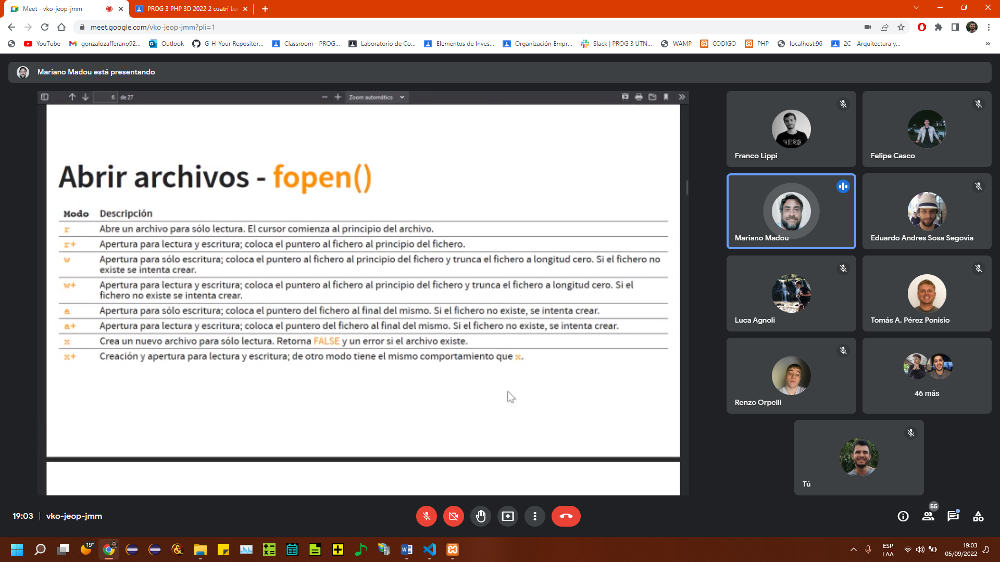 Meet - vko-jeop-jmm
PROG 3 PHP 3D 2022 2 cuatri Lu
meet.google.com/vko-jeop-jmm?pli=1
YouTube
gonzalozafferano92...
Outlook
G-H-Your Repositor...
Classroom - PROG...
Laboratorio de Co...
Elementos de Inves...
Organización Empr...
Slack | PROG 3 UTN...
WAMP
CODIGO
PHP
localhost:96
2C - Arquitectura y...
Mariano Madou está presentando
6 de 27
Zoom automático
Abrir archivos - fopen()
Modo Descripción
r Abre un archivo para sólo lectura. El cursor comienza al principio del archivo.
r+ Apertura para lectura y escritura; coloca el puntero al fichero al principio del fichero.
w Apertura para sólo escritura; coloca el puntero al fichero al principio del fichero y trunca el fichero a longitud cero. Si el fichero no
existe se intenta crear.
w+ Apertura para lectura y escritura; coloca el puntero al fichero al principio del fichero y trunca el fichero a longitud cero. Si el
fichero no existe se intenta crear.
a Apertura para sólo escritura; coloca el puntero del fichero al final del mismo. Si el fichero no existe, se intenta crear.
a+ Apertura para lectura y escritura; coloca el puntero del fichero al final del mismo. Si el fichero no existe, se intenta crear.
x Crea un nuevo archivo para sólo lectura. Retorna FALSE y un error si el archivo existe.
x+ Creación y apertura para lectura y escritura; de otro modo tiene el mismo comportamiento que x.
Franco Lippi
Felipe Casco
Mariano Madou
Eduardo Andres Sosa Segovia
Luca Agnoli
Tomás A. Pérez Ponisio
Renzo Orpelli
46 más
Tú
19:03 | vko-jeop-jmm
55
19°
ESP
LAA
19:03
05/09/2022